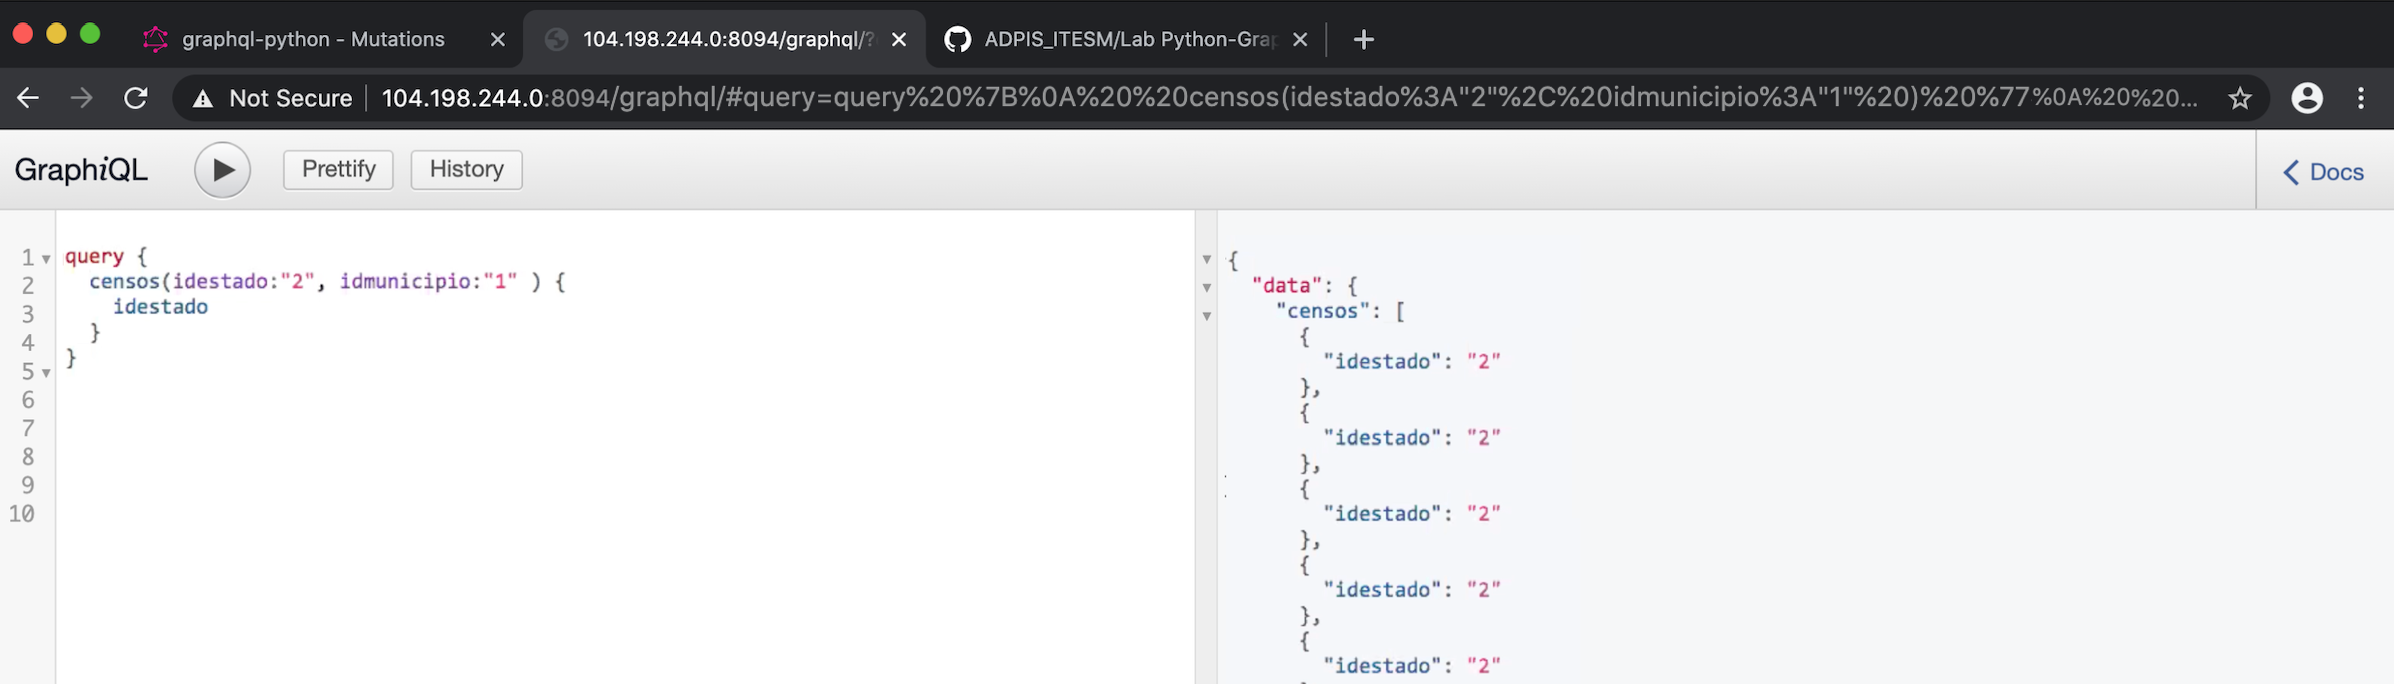 graphql-python - Mutations
104.198.244.0:8094/graphql/?
ADPIS_ITESM/Lab Python-Grap
Not Secure
104.198.244.0:8094/graphql/#query=query%20%7B%0A%20%20censos(idestado%3A"2"%2C%20idmunicipio%3A"1"%20)%20%77%0A%20%20...
GraphiQL
Prettify
History
Docs
1 query {
2 censos(idestado:"2", idmunicipio:"1" ) {
3 idestado
4 }
5 }
6
7
8
9
10
{
"data": {
"censos": [
{
"idestado": "2"
},
{
"idestado": "2"
},
{
"idestado": "2"
},
{
"idestado": "2"
},
{
"idestado": "2"